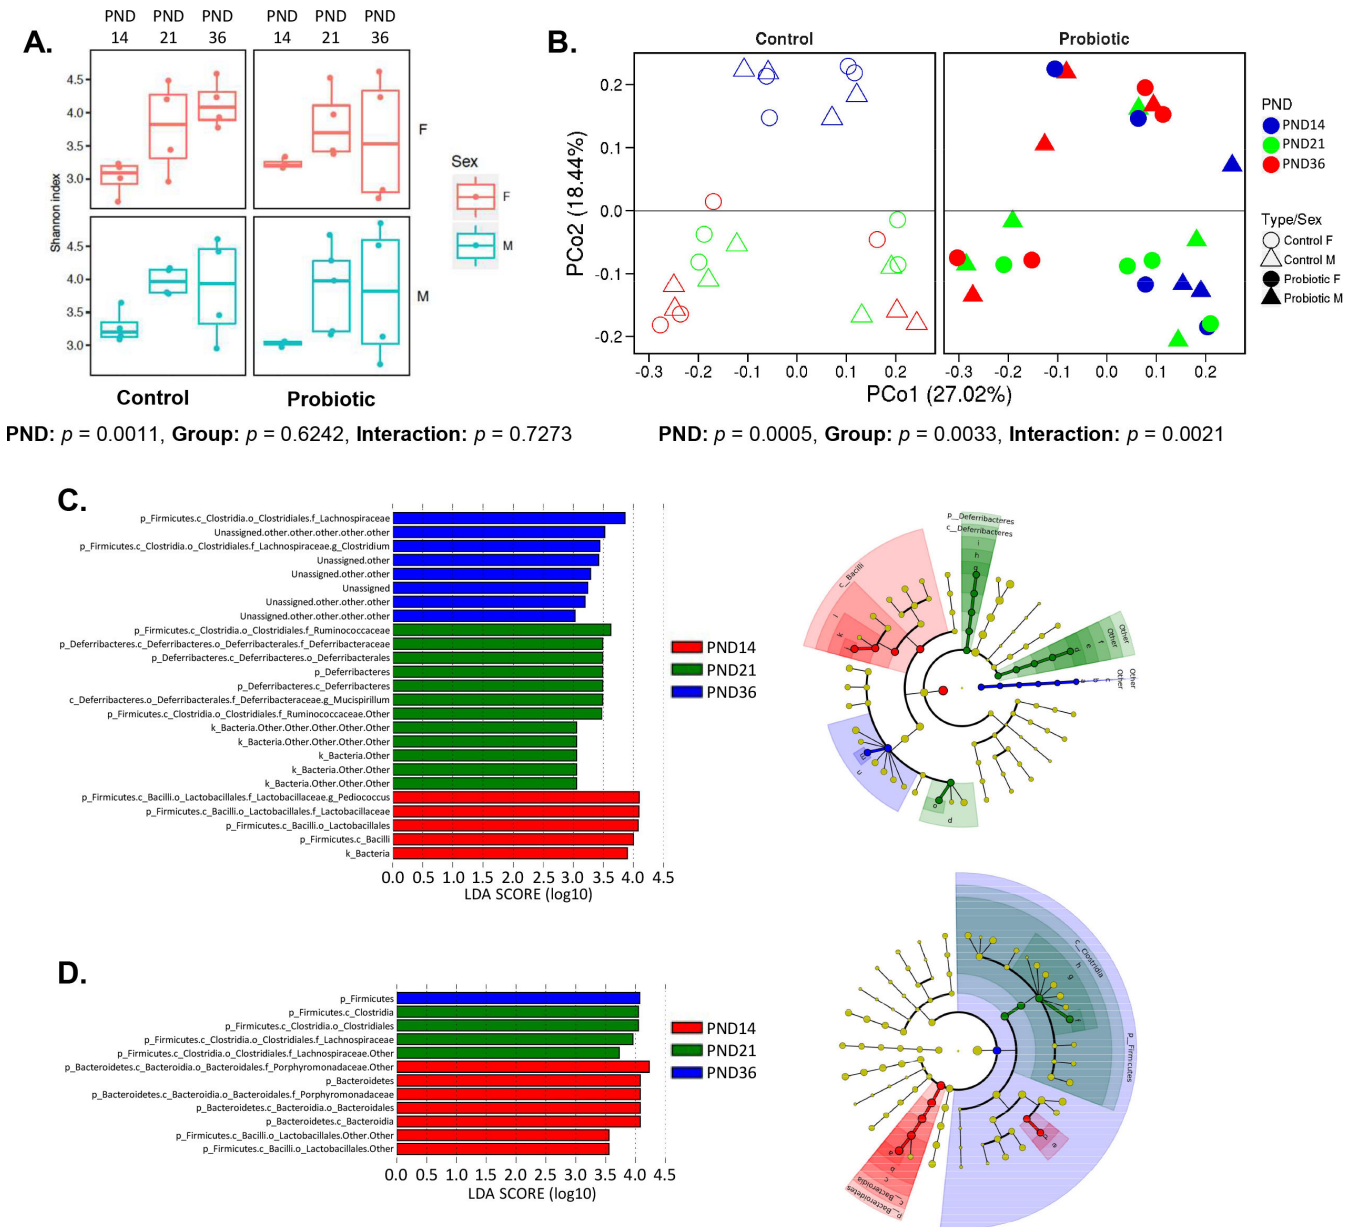 A.
PND PND PND PND PND PND
14 21 36 14 21 36
4.5
4.0
3.5
3.0
F
4.5
4.0
3.5
3.0
M
Shannon index
Sex
F
M
Control Probiotic
PND: p = 0.0011, Group: p = 0.6242, Interaction: p = 0.7273
B.
Control Probiotic
0.2
0.1
0.0
-0.1
-0.2
PCo2 (18.44%)
-0.3 -0.2 -0.1 0.0 0.1 0.2 -0.3 -0.2 -0.1 0.0 0.1 0.2
PCo1 (27.02%)
PND
PND14
PND21
PND36
Type/Sex
Control F
Control M
Probiotic F
Probiotic M
PND: p = 0.0005, Group: p = 0.0033, Interaction: p = 0.0021
C.
p_Firmicutes.c_Clostridia.o_Clostridiales.f_Lachnospiraceae
Unassigned.other.other.other.other.other
p_Firmicutes.c_Clostridia.o_Clostridiales.f_Lachnospiraceae.g_Clostridium
Unassigned.other
Unassigned.other.other
Unassigned
Unassigned.other.other.other
Unassigned.other.other.other.other
p_Firmicutes.c_Clostridia.o_Clostridiales.f_Ruminococcaceae
p_Deferribacteres.c_Deferribacteres.o_Deferribacterales.f_Deferribacteraceae
p_Deferribacteres.c_Deferribacteres.o_Deferribacterales
p_Deferribacteres
p_Deferribacteres.c_Deferribacteres
c_Deferribacteres.o_Deferribacterales.f_Deferribacteraceae.g_Mucispirillum
p_Firmicutes.c_Clostridia.o_Clostridiales.f_Ruminococcaceae.Other
k_Bacteria.Other.Other.Other.Other.Other
k_Bacteria.Other.Other.Other.Other
k_Bacteria.Other
k_Bacteria.Other.Other
k_Bacteria.Other.Other.Other
p_Firmicutes.c_Bacilli.o_Lactobacillales.f_Lactobacillaceae.g_Pediococcus
p_Firmicutes.c_Bacilli.o_Lactobacillales.f_Lactobacillaceae
p_Firmicutes.c_Bacilli.o_Lactobacillales
p_Firmicutes.c_Bacilli
k_Bacteria
0.0 0.5 1.0 1.5 2.0 2.5 3.0 3.5 4.0 4.5
LDA SCORE (log10)
PND14
PND21
PND36
p__Deferribacteres
c__Deferribacteres
i
h
g
c__Bacilli
l
k
j
Other
Other
f
e
d
Other
Other
c
b
a
n
m
o
p
D.
p_Firmicutes
p_Firmicutes.c_Clostridia
p_Firmicutes.c_Clostridia.o_Clostridiales
p_Firmicutes.c_Clostridia.o_Clostridiales.f_Lachnospiraceae
p_Firmicutes.c_Clostridia.o_Clostridiales.f_Lachnospiraceae.Other
p_Bacteroidetes.c_Bacteroidia.o_Bacteroidales.f_Porphyromonadaceae.Other
p_Bacteroidetes
p_Bacteroidetes.c_Bacteroidia.o_Bacteroidales.f_Porphyromonadaceae
p_Bacteroidetes.c_Bacteroidia.o_Bacteroidales
p_Bacteroidetes.c_Bacteroidia
p_Firmicutes.c_Bacilli.o_Lactobacillales.Other.Other
p_Firmicutes.c_Bacilli.o_Lactobacillales.Other
0.0 0.5 1.0 1.5 2.0 2.5 3.0 3.5 4.0 4.5
LDA SCORE (log10)
PND14
PND21
PND36
c__Clostridia
h
g
f
p__Firmicutes
e
d
a
b
c
c__Bacteroidia
p__Bacteroidetes